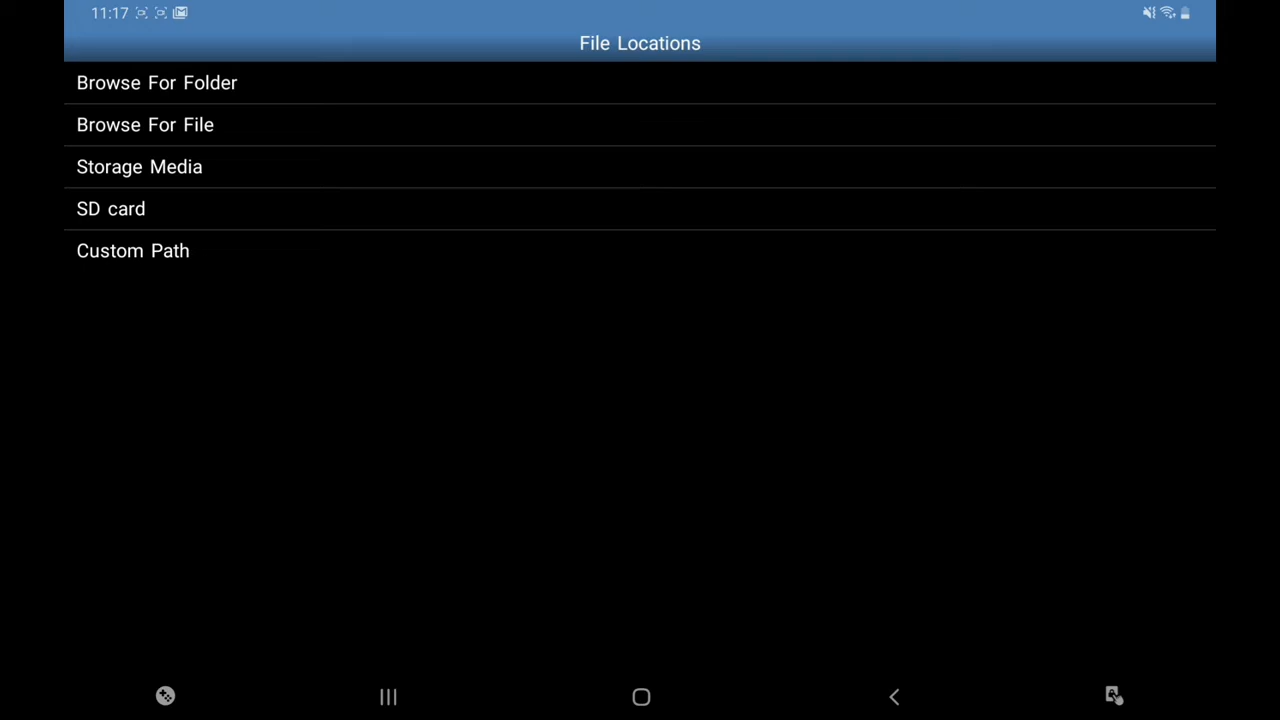 11:17
File Locations
Browse For Folder
Browse For File
Storage Media
SD card
Custom Path